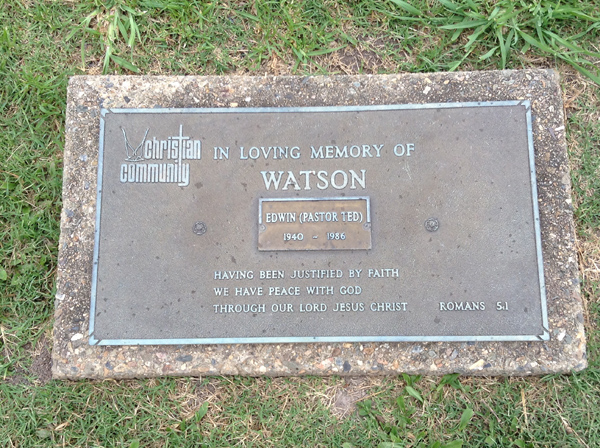 christian
community
IN LOVING MEMORY OF
WATSON
EDWIN (PASTOR TED)
1940 - 1986
HAVING BEEN JUSTIFIED BY FAITH
WE HAVE PEACE WITH GOD
THROUGH OUR LORD JESUS CHRIST ROMANS 5.1